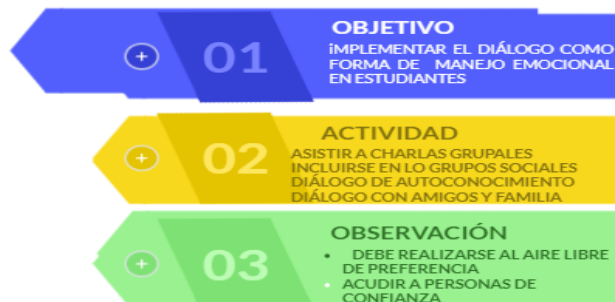 01
OBJETIVO
iMPLEMENTAR EL DIÁLOGO COMO
FORMA DE MANEJO EMOCIONAL
EN ESTUDIANTES
02
ACTIVIDAD
ASISTIR A CHARLAS GRUPALES
INCLUIRSE EN LO GRUPOS SOCIALES
DIÁLOGO DE AUTOCONOCIMIENTO
DIÁLOGO CON AMIGOS Y FAMILIA
03
OBSERVACIÓN
• DEBE REALIZARSE AL AIRE LIBRE
DE PREFERENCIA
• ACUDIR A PERSONAS DE
CONFIANZA